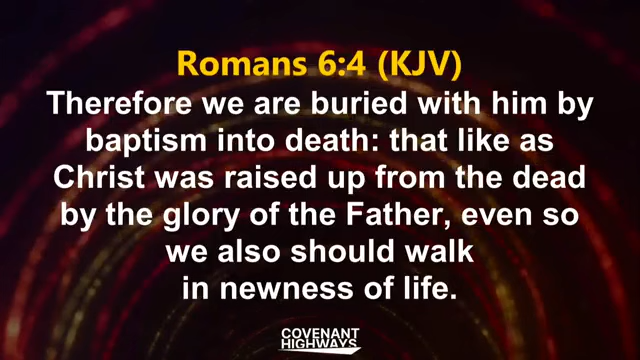 Romans 6:4 (KJV)
Therefore we are buried with him by
baptism into death: that like as
Christ was raised up from the dead
by the glory of the Father, even so
we also should walk
in newness of life.
COVENANT
HIGHWAYS